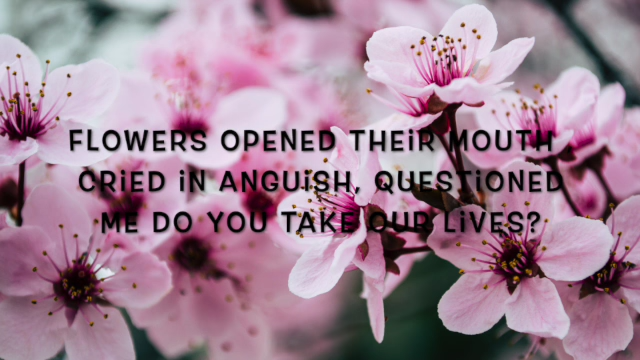 FLOWERS OPENED THEiR MOUTH
CRiED iN ANGUiSH, QUESTiONED
ME DO YOU TAKE OUR LiVES?